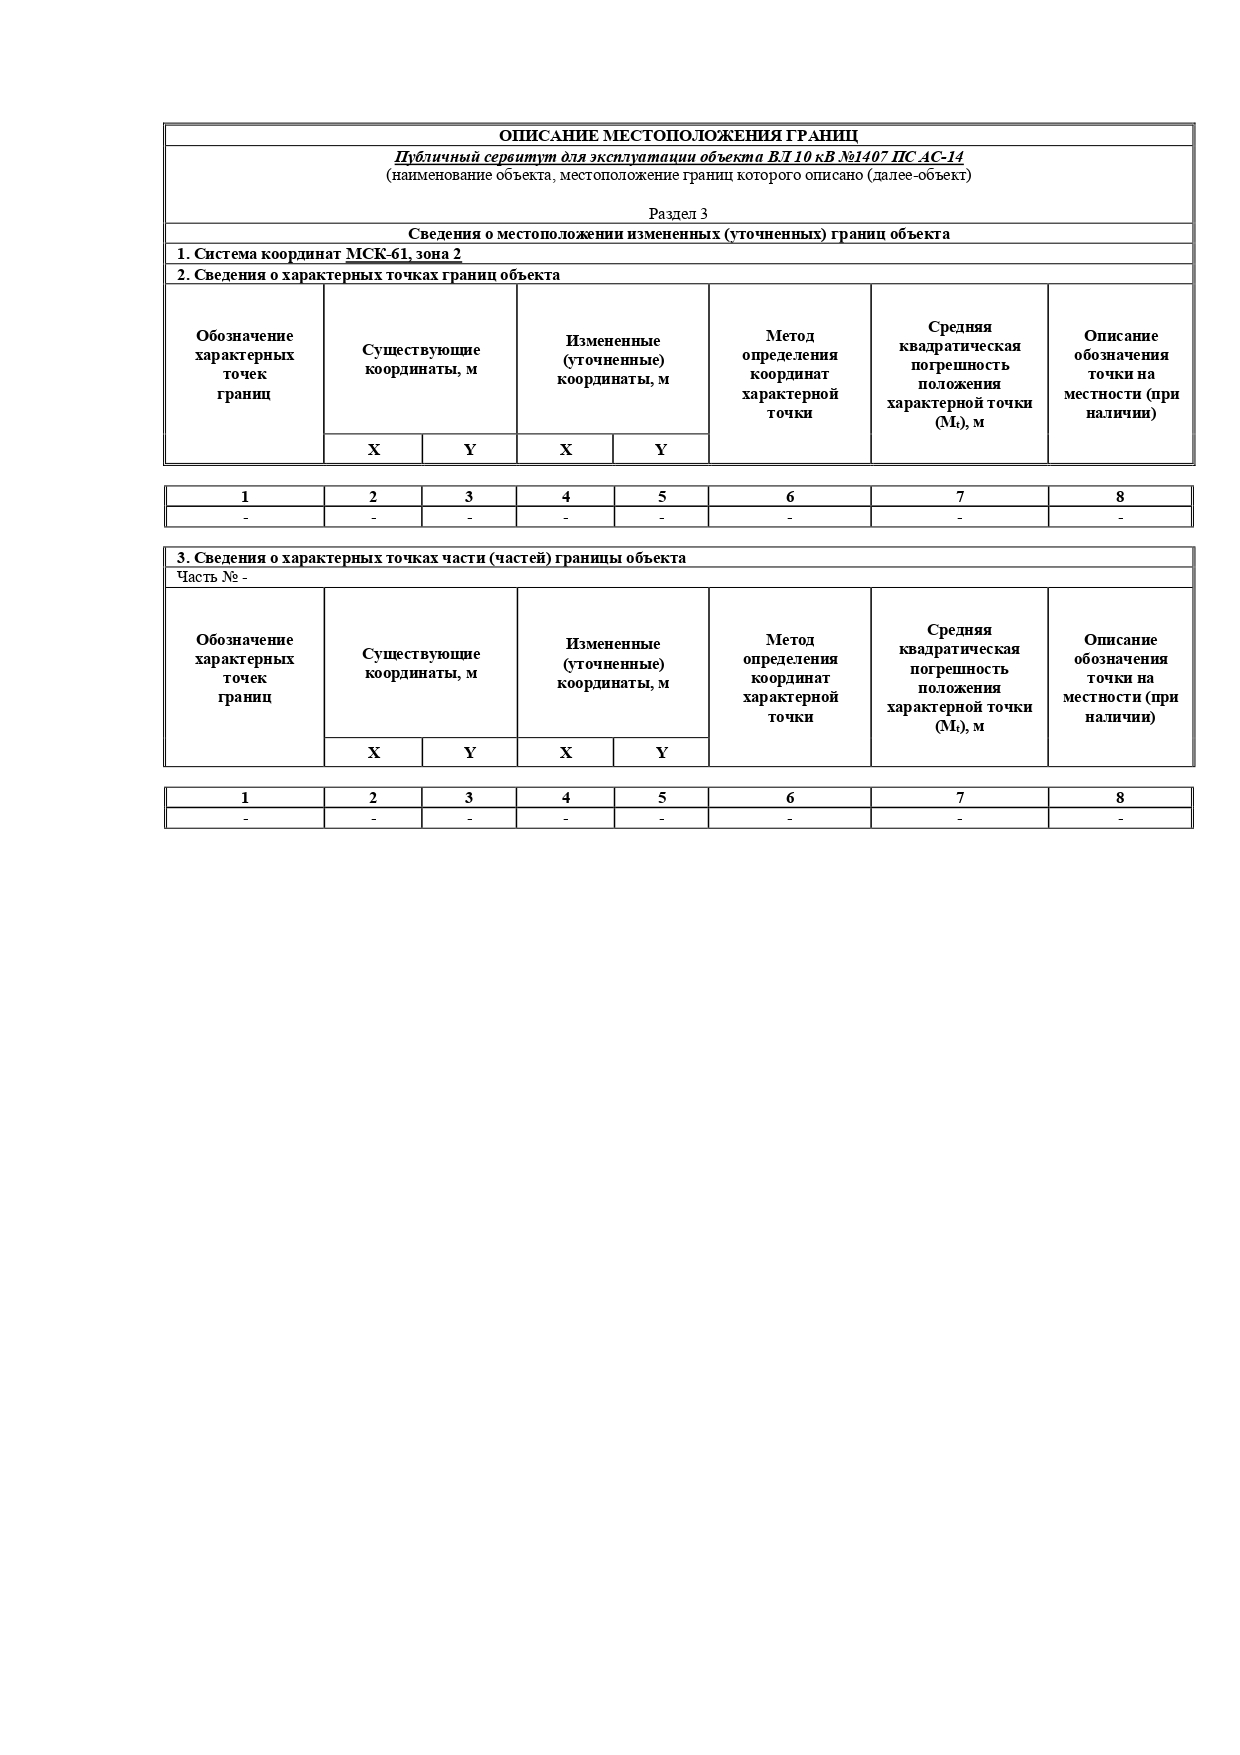 ОПИСАНИЕ МЕСТОПОЛОЖЕНИЯ ГРАНИЦ
Публичный сервитут для эксплуатации объекта ВЛ 10 кВ №1407 ПС АС-14
(наименование объекта, местоположение границ которого описано (далее-объект)
Раздел 3
Сведения о местоположении измененных (уточненных) границ объекта
1. Система координат МСК-61, зона 2
2. Сведения о характерных точках границ объекта
Обозначение
характерных
точек
границ
Существующие
координаты, м
Измененные
(уточненные)
координаты, м
Метод
определения
координат
характерной
точки
Средняя
квадратическая
погрешность
положения
характерной точки
(Mt), м
Описание
обозначения
точки на
местности (при
наличии)
X Y X Y
1 2 3 4 5 6 7 8
- - - - - - - -
3. Сведения о характерных точках части (частей) границы объекта
Часть № -
Обозначение
характерных
точек
границ
Существующие
координаты, м
Измененные
(уточненные)
координаты, м
Метод
определения
координат
характерной
точки
Средняя
квадратическая
погрешность
положения
характерной точки
(Mt), м
Описание
обозначения
точки на
местности (при
наличии)
X Y X Y
1 2 3 4 5 6 7 8
- - - - - - - -